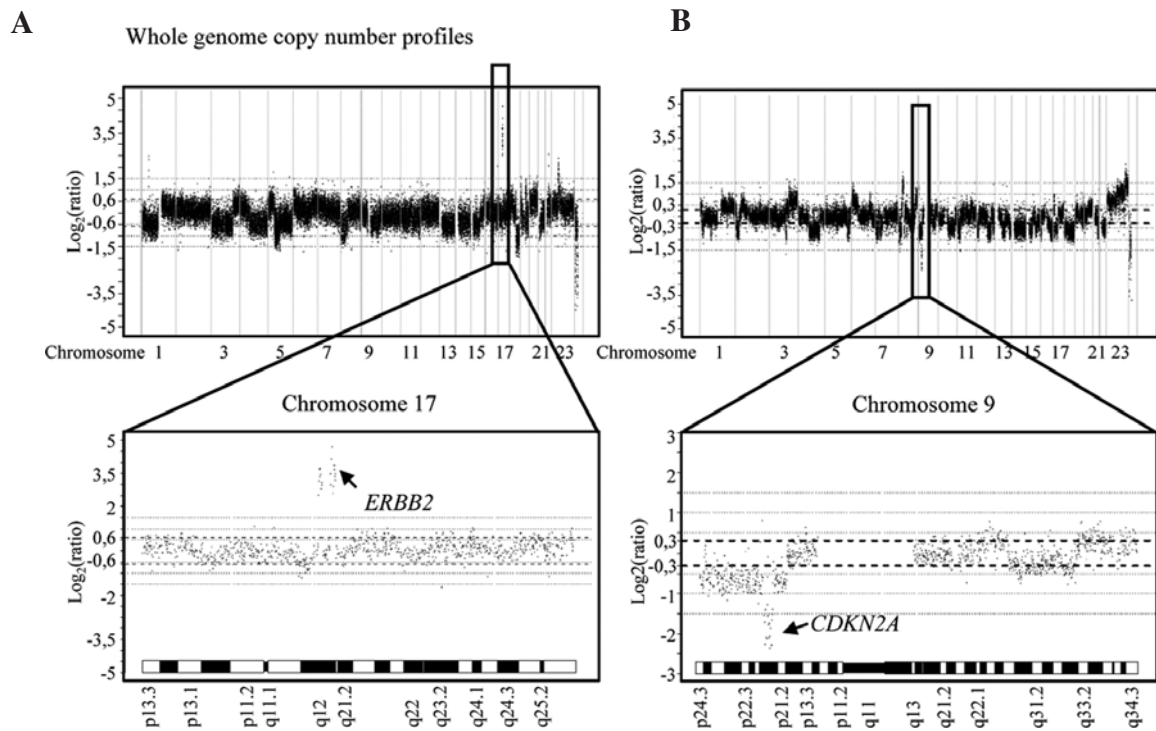 A
B
Whole genome copy number profiles
5
3,5
1,5
0,6
-0,6
-1,5
-3,5
-5
Log₂(ratio)
Chromosome 1 3 5 7 9 11 13 15 17 19 21 23
5
3,5
1,5
0,3
-0,3
-1,5
-3,5
-5
Log2(ratio)
Chromosome 1 3 5 7 9 11 13 15 17 21 23
Chromosome 17
5
3,5
2
0,6
-0,6
-2
-3,5
-5
Log₂(ratio)
ERBB2
p13.3 p13.1 p11.2 q11.1 q12 q21.2 q22 q23.2 q24.1 q24.3 q25.2
Chromosome 9
3
2
1
0,3
-0,3
-1
-2
-3
Log2(ratio)
CDKN2A
p24.3 p22.3 p21.2 p13.3 p11.2 q11 q13 q21.2 q22.1 q31.2 q33.2 q34.3